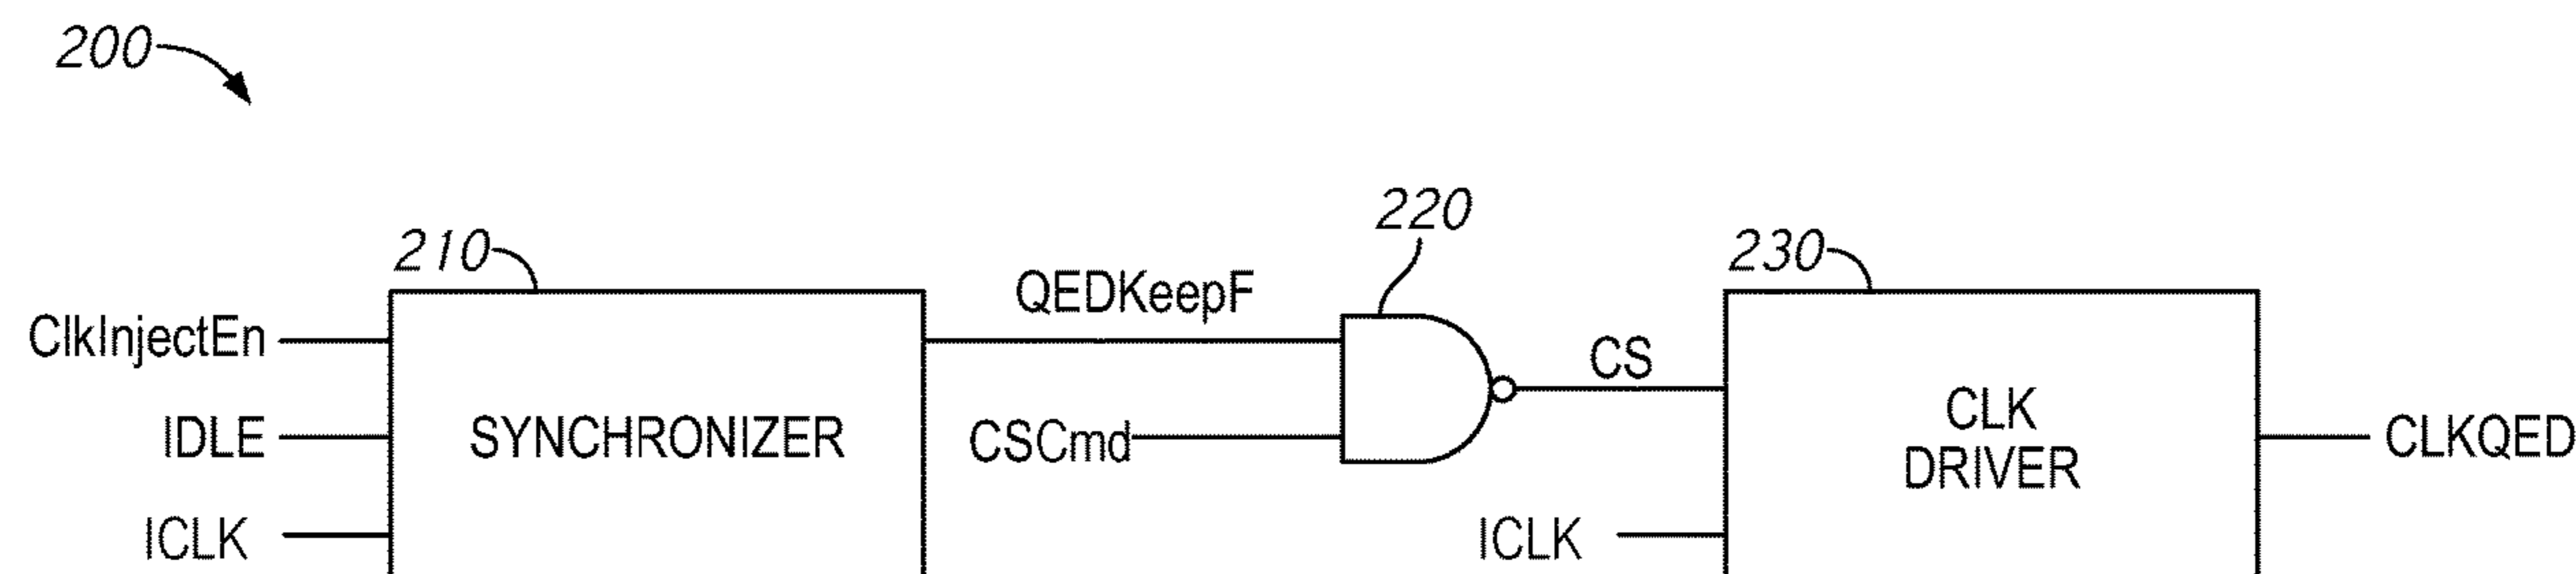 200
220
210
QEDKeepF
230
ClkInjectEn
CS
CLK
IDLE
SYNCHRONIZER
CSCmd
DRIVER
CLKQED
ICLK
ICLK